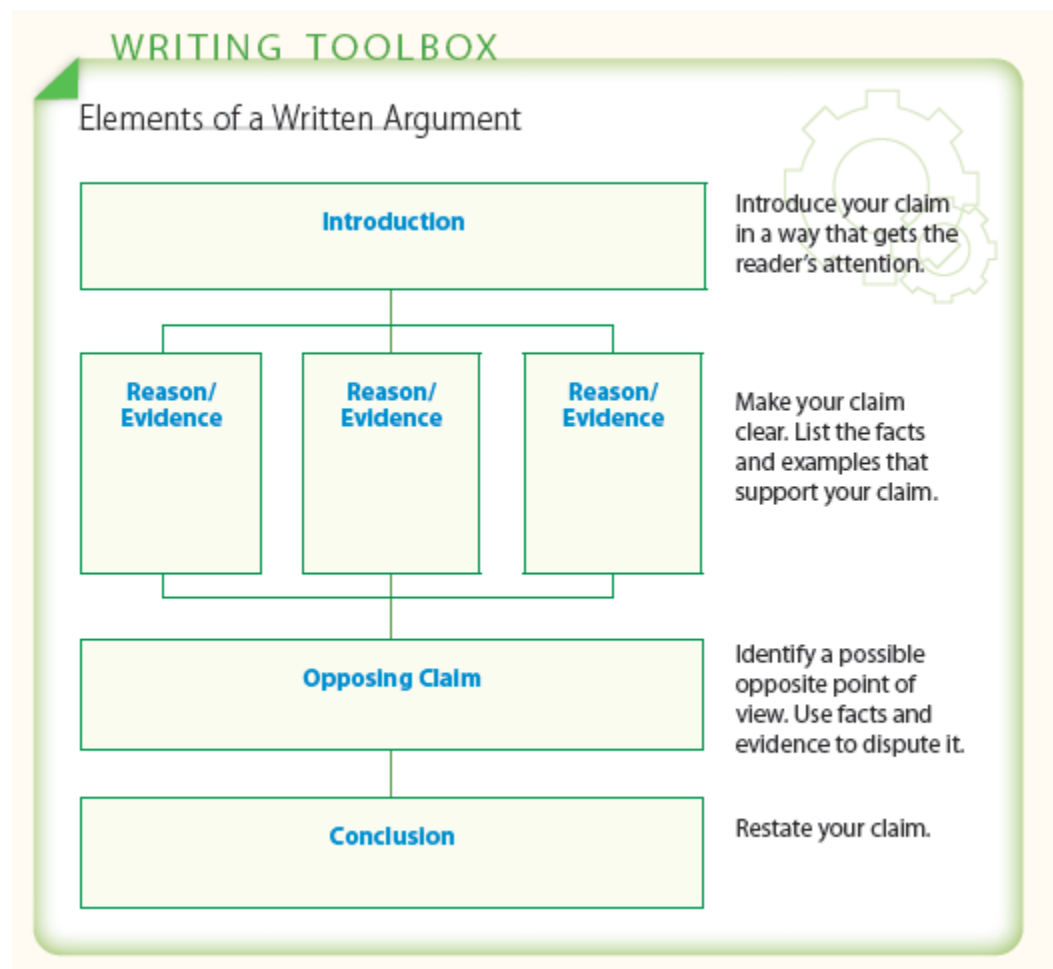 WRITING TOOLBOX
Elements of a Written Argument
Introduction
Introduce your claim
in a way that gets the
reader's attention.
Reason/
Evidence
Reason/
Evidence
Reason/
Evidence
Make your claim
clear. List the facts
and examples that
support your claim.
Opposing Claim
Identify a possible
opposite point of
view. Use facts and
evidence to dispute it.
Conclusion
Restate your claim.